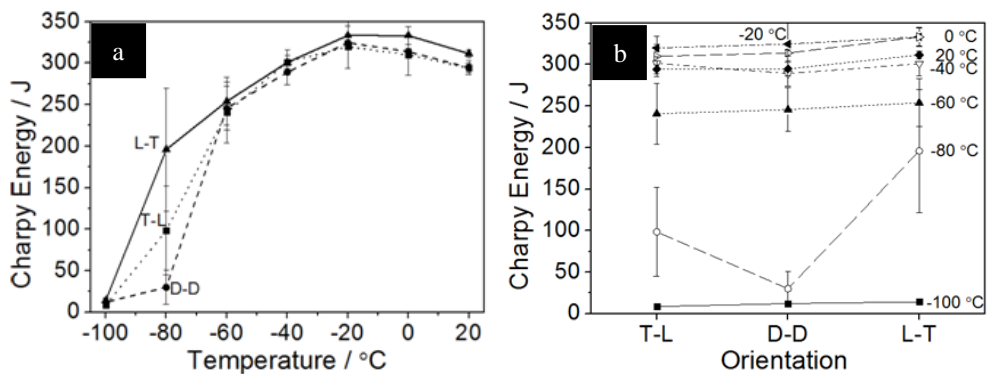 a
Charpy Energy / J
350
300
250
200
150
100
50
0
L-T
T-L
D-D
-100 -80 -60 -40 -20 0 20
Temperature / °C
b
Charpy Energy / J
350
300
250
200
150
100
50
0
-20 °C
0 °C
20 °C
-40 °C
-60 °C
-80 °C
-100 °C
T-L D-D L-T
Orientation